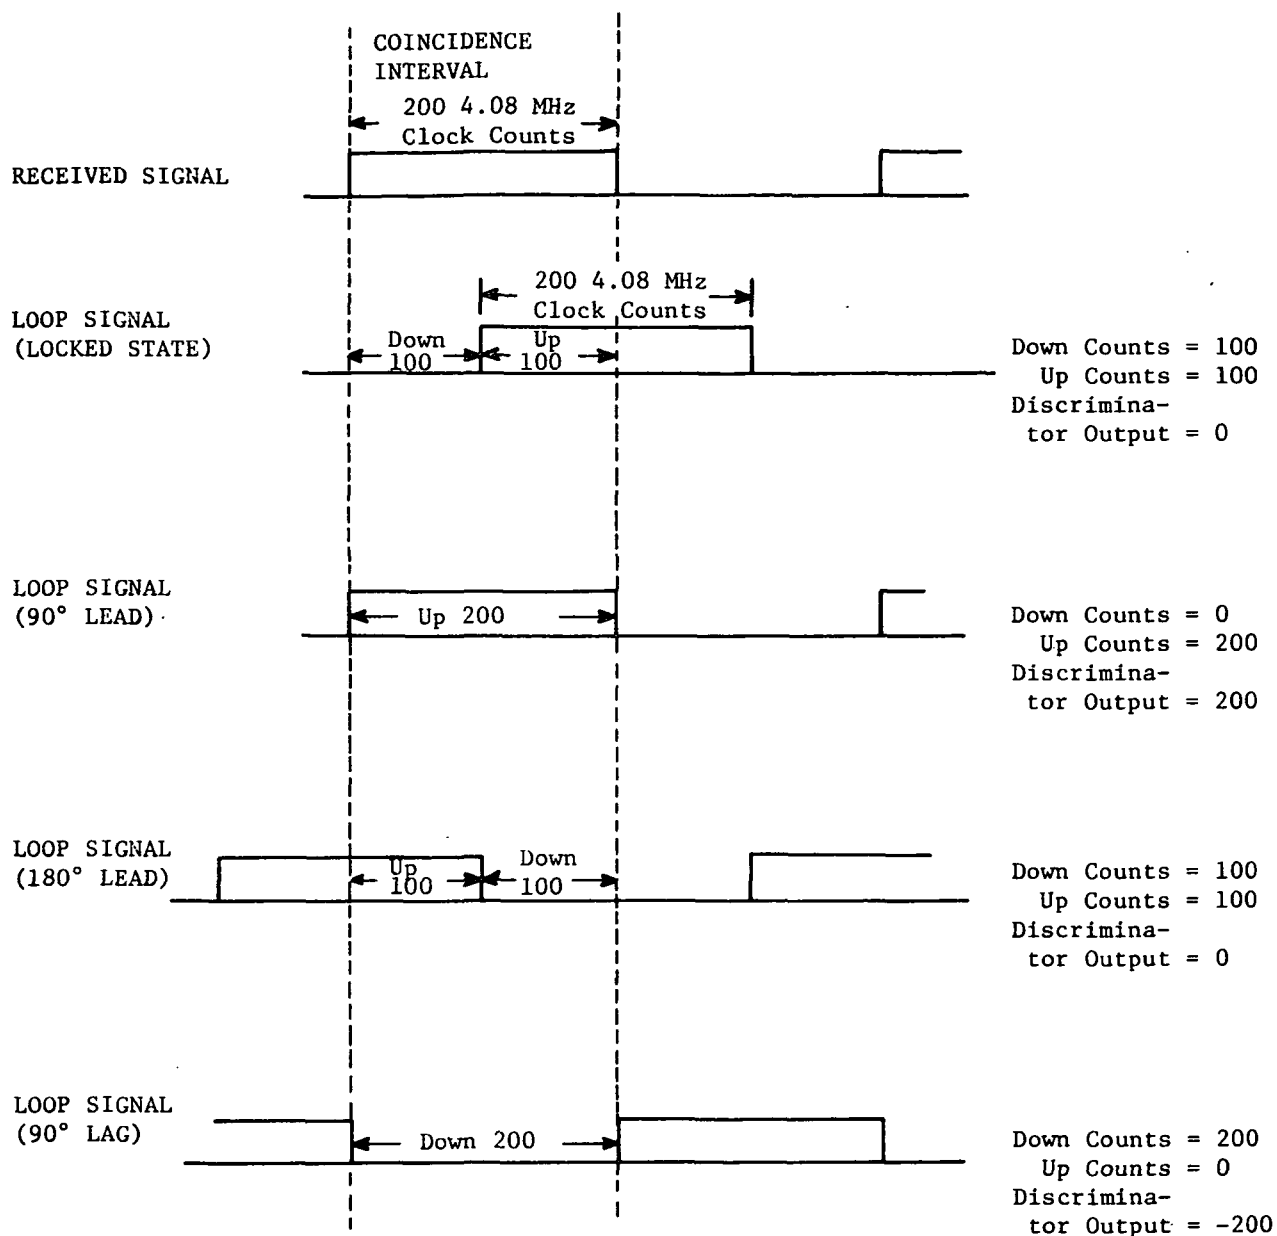 COINCIDENCE
INTERVAL
200 4.08 MHz
Clock Counts
RECEIVED SIGNAL
200 4.08 MHz
Clock Counts
LOOP SIGNAL
(LOCKED STATE)
Down
100
Up
100
Down Counts = 100
Up Counts = 100
Discrimina-
tor Output = 0
LOOP SIGNAL
(90° LEAD)
Up 200
Down Counts = 0
Up Counts = 200
Discrimina-
tor Output = 200
LOOP SIGNAL
(180° LEAD)
Up
100
Down
100
Down Counts = 100
Up Counts = 100
Discrimina-
tor Output = 0
LOOP SIGNAL
(90° LAG)
Down 200
Down Counts = 200
Up Counts = 0
Discrimina-
tor Output = -200